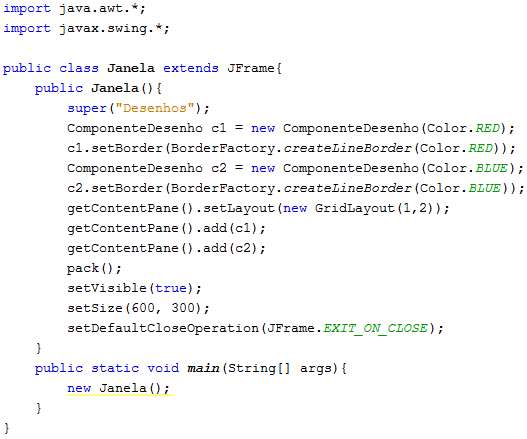 import java.awt.*;
import javax.swing.*;

public class Janela extends JFrame{
    public Janela(){
        super("Desenhos");
        ComponenteDesenho c1 = new ComponenteDesenho(Color.RED);
        c1.setBorder(BorderFactory.createLineBorder(Color.RED));
        ComponenteDesenho c2 = new ComponenteDesenho(Color.BLUE);
        c2.setBorder(BorderFactory.createLineBorder(Color.BLUE));
        getContentPane().setLayout(new GridLayout(1,2));
        getContentPane().add(c1);
        getContentPane().add(c2);
        pack();
        setVisible(true);
        setSize(600, 300);
        setDefaultCloseOperation(JFrame.EXIT_ON_CLOSE);
    }
    public static void main(String[] args){
        new Janela();
    }
}